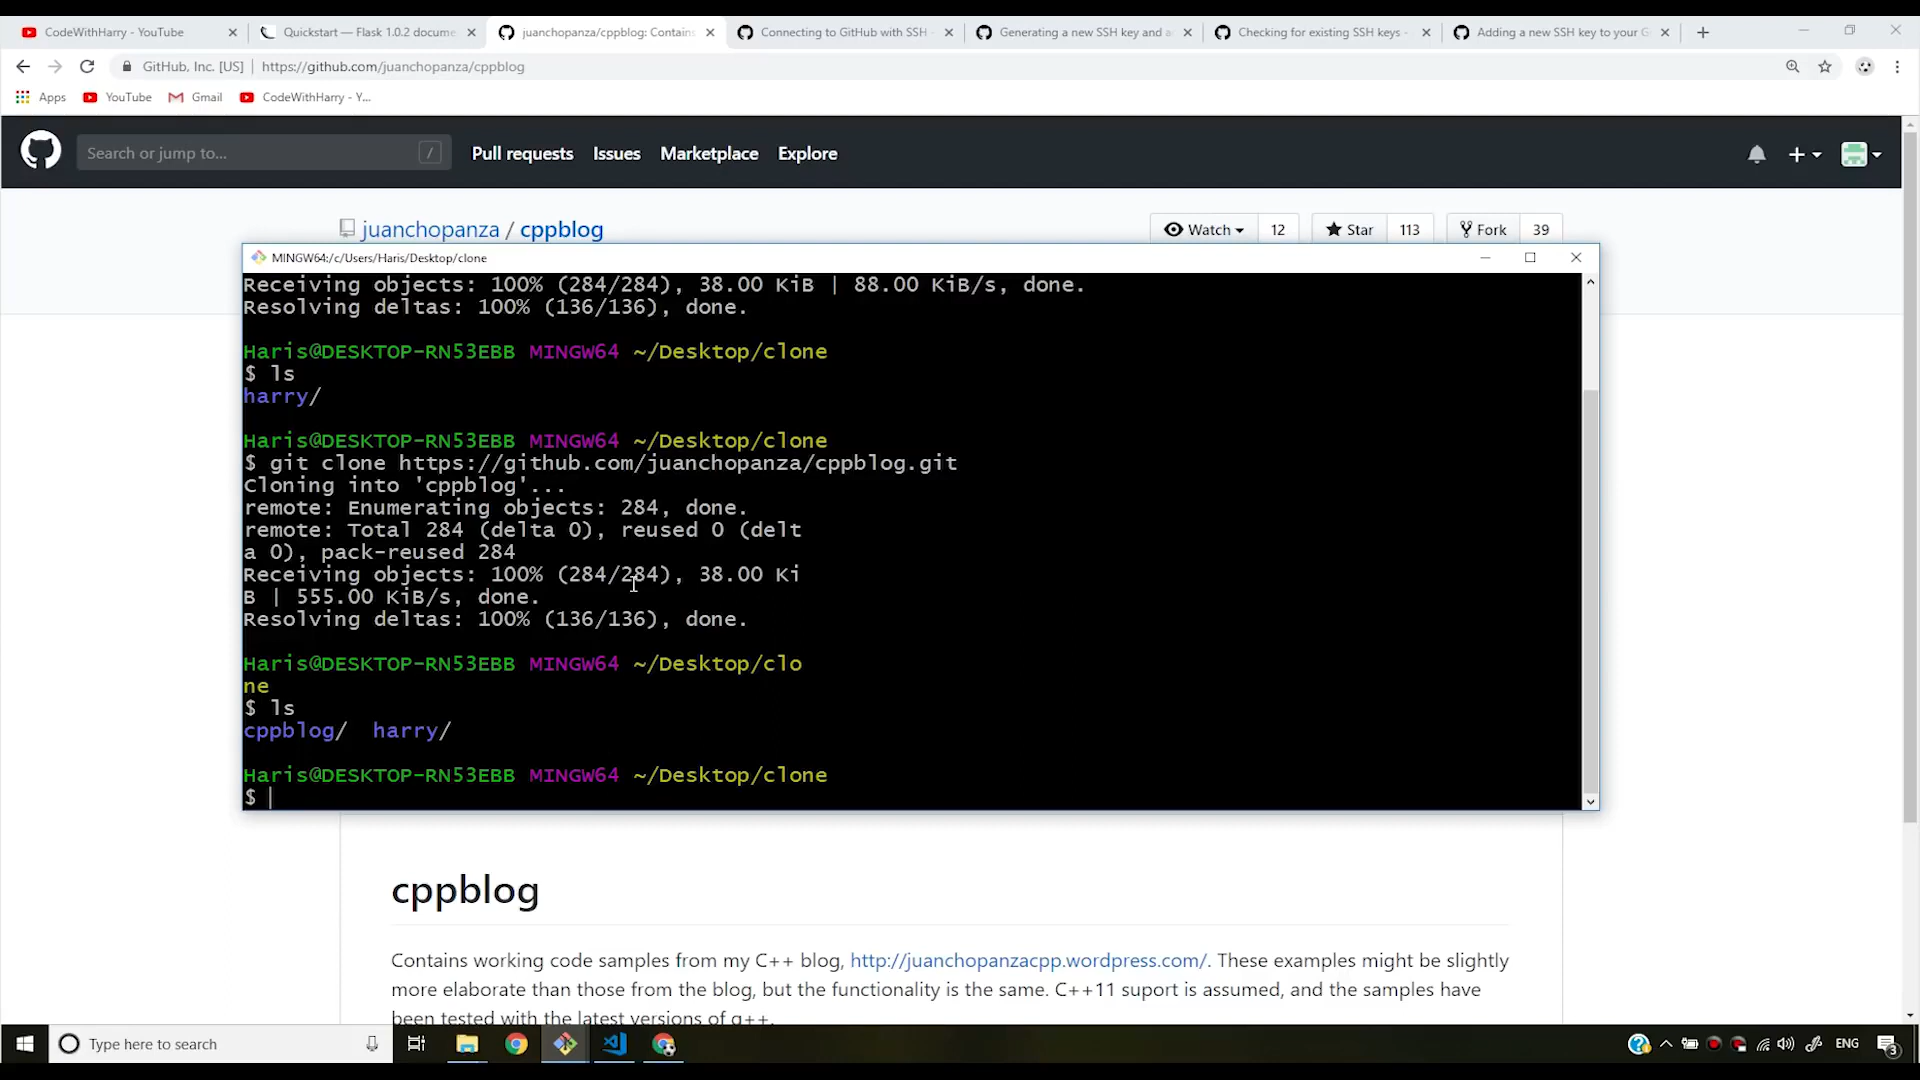 CodeWithHarry - YouTube
Quickstart — Flask 1.0.2 docume
juanchopanza/cppblog: Contains
Connecting to GitHub with SSH -
Generating a new SSH key and a
Checking for existing SSH keys -
Adding a new SSH key to your G
GitHub, Inc. [US] | https://github.com/juanchopanza/cppblog
Apps YouTube Gmail CodeWithHarry - Y...
Search or jump to... / Pull requests Issues Marketplace Explore
juanchopanza / cppblog Watch 12 Star 113 Fork 39
MINGW64:/c/Users/Haris/Desktop/clone
Receiving objects: 100% (284/284), 38.00 KiB | 88.00 KiB/s, done.
Resolving deltas: 100% (136/136), done.
Haris@DESKTOP-RN53EBB MINGW64 ~/Desktop/clone
$ ls
harry/
Haris@DESKTOP-RN53EBB MINGW64 ~/Desktop/clone
$ git clone https://github.com/juanchopanza/cppblog.git
Cloning into 'cppblog'...
remote: Enumerating objects: 284, done.
remote: Total 284 (delta 0), reused 0 (delt
a 0), pack-reused 284
Receiving objects: 100% (284/284), 38.00 Ki
B | 555.00 KiB/s, done.
Resolving deltas: 100% (136/136), done.
Haris@DESKTOP-RN53EBB MINGW64 ~/Desktop/clo
ne
$ ls
cppblog/ harry/
Haris@DESKTOP-RN53EBB MINGW64 ~/Desktop/clone
$
cppblog
Contains working code samples from my C++ blog, http://juanchopanzacpp.wordpress.com/. These examples might be slightly
more elaborate than those from the blog, but the functionality is the same. C++11 suport is assumed, and the samples have
been tested with the latest versions of g++.
Type here to search
ENG
3